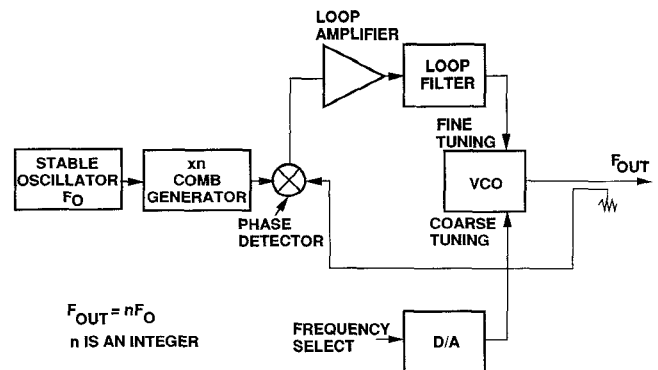 LOOP
AMPLIFIER
LOOP
FILTER
FINE
TUNING
STABLE
OSCILLATOR
FO
xn
COMB
GENERATOR
PHASE
DETECTOR
VCO
FOUT
COARSE
TUNING
FOUT = nFO
n IS AN INTEGER
FREQUENCY
SELECT
D/A